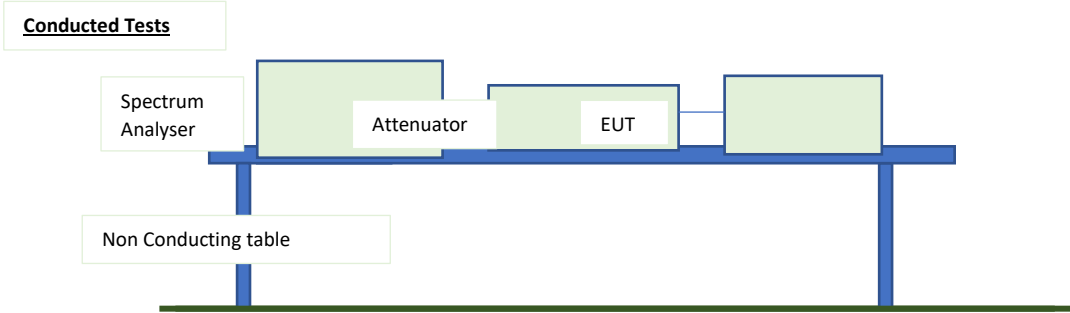 Conducted Tests
Spectrum
Analyser
Attenuator
EUT
Non Conducting table